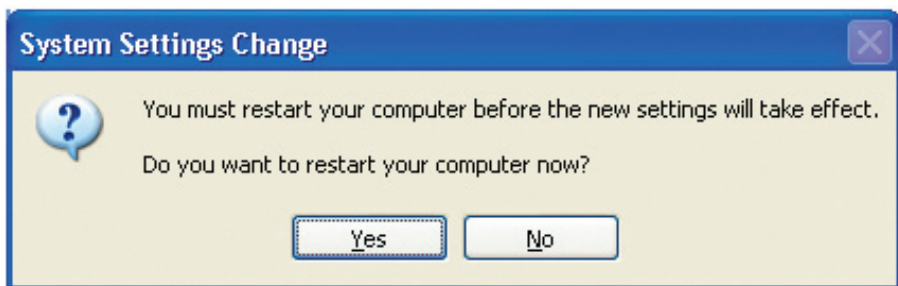 System Settings Change
You must restart your computer before the new settings will take effect.
Do you want to restart your computer now?
Yes
No